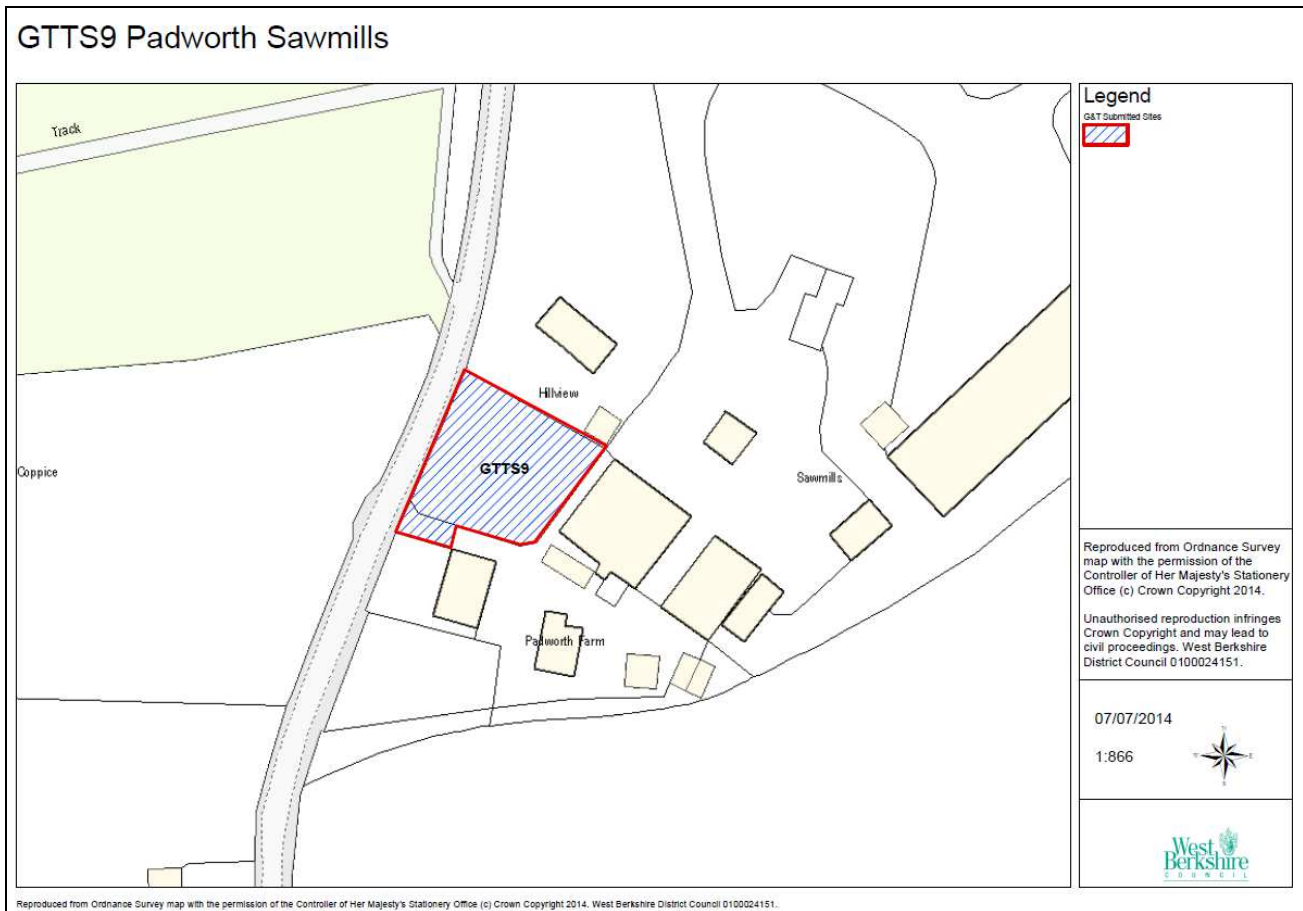 GTTS9 Padworth Sawmills
Track
Hillview
GTTS9
Coppice
Sawmills
Padworth Farm
Legend
G&T Submitted Sites
Reproduced from Ordnance Survey
map with the permission of the
Controller of Her Majesty's Stationery
Office (c) Crown Copyright 2014.
Unauthorised reproduction infringes
Crown Copyright and may lead to
civil proceedings. West Berkshire
District Council 0100024151.
07/07/2014
1:866
West
Berkshire
COUNCIL
Reproduced from Ordnance Survey map with the permission of the Controller of Her Majesty's Stationery Office (c) Crown Copyright 2014. West Berkshire District Council 0100024151.